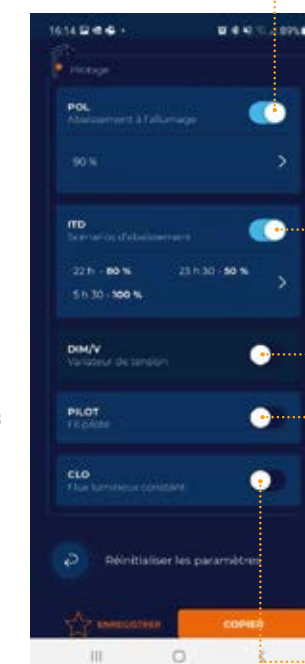 16:14
89%
Pilotage
POL
Abaissement à l'allumage
90 %
ITD
Scénarios d'abaissement
22 h - 80 % 23 h 30 - 50 %
5 h 30 - 100 %
DIM/V
Variateur de tension
PILOT
Fil pilote
CLO
Flux lumineux constant
Réinitialiser les paramètres
ENREGISTRER COPIER